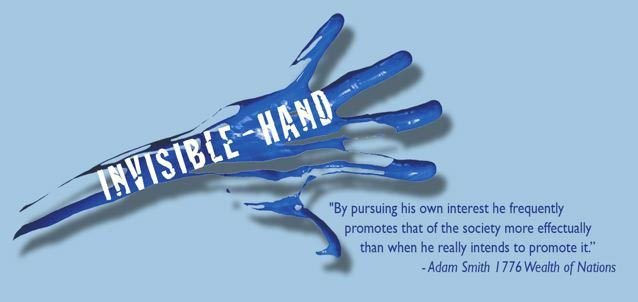 INVISIBLE-HAND
"By pursuing his own interest he frequently
promotes that of the society more effectually
than when he really intends to promote it."
- Adam Smith 1776 Wealth of Nations